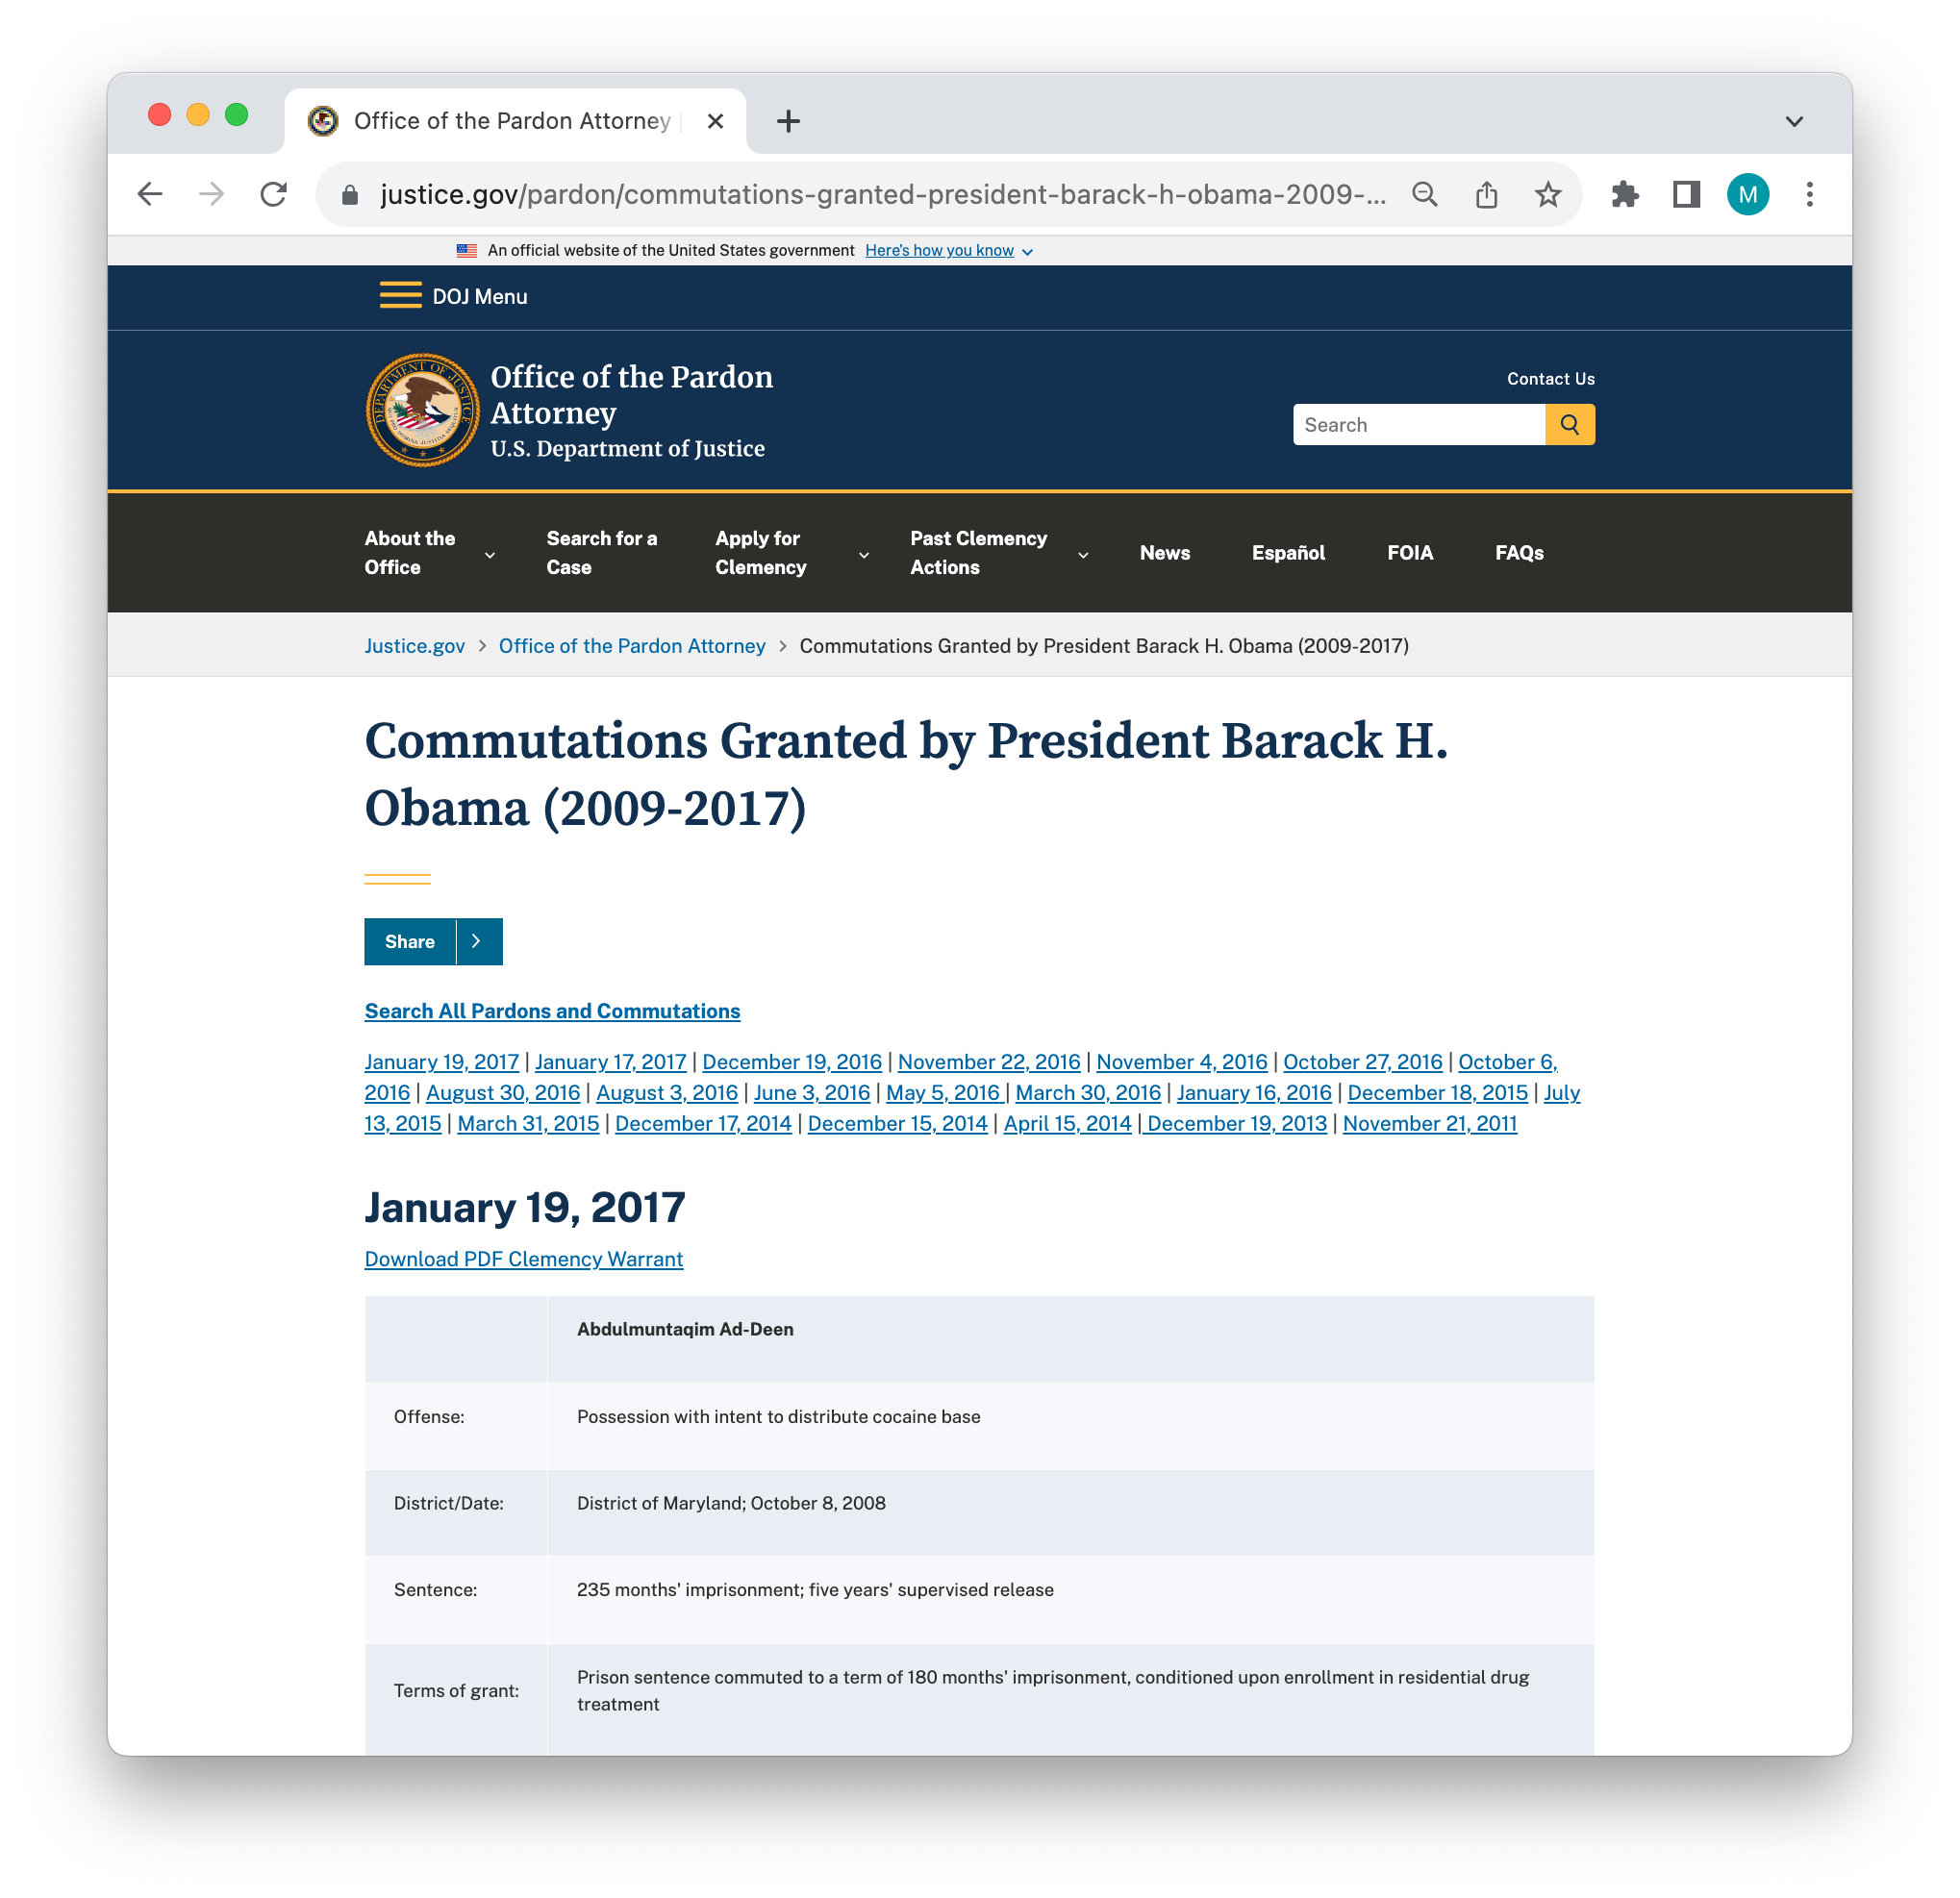 Office of the Pardon Attorney
justice.gov/pardon/commutations-granted-president-barack-h-obama-2009-...
M
An official website of the United States government Here's how you know
DOJ Menu
DEPARTMENT OF JUSTICE
Office of the Pardon
Attorney
U.S. Department of Justice
Contact Us
Search
About the
Office
Search for a
Case
Apply for
Clemency
Past Clemency
Actions
News
Español
FOIA
FAQs
Justice.gov > Office of the Pardon Attorney > Commutations Granted by President Barack H. Obama (2009-2017)
Commutations Granted by President Barack H.
Obama (2009-2017)
Share
Search All Pardons and Commutations
January 19, 2017 | January 17, 2017 | December 19, 2016 | November 22, 2016 | November 4, 2016 | October 27, 2016 | October 6,
2016 | August 30, 2016 | August 3, 2016 | June 3, 2016 | May 5, 2016 | March 30, 2016 | January 16, 2016 | December 18, 2015 | July
13, 2015 | March 31, 2015 | December 17, 2014 | December 15, 2014 | April 15, 2014 | December 19, 2013 | November 21, 2011
January 19, 2017
Download PDF Clemency Warrant
Abdulmuntaqim Ad-Deen
Offense: Possession with intent to distribute cocaine base
District/Date: District of Maryland; October 8, 2008
Sentence: 235 months' imprisonment; five years' supervised release
Terms of grant: Prison sentence commuted to a term of 180 months' imprisonment, conditioned upon enrollment in residential drug
treatment